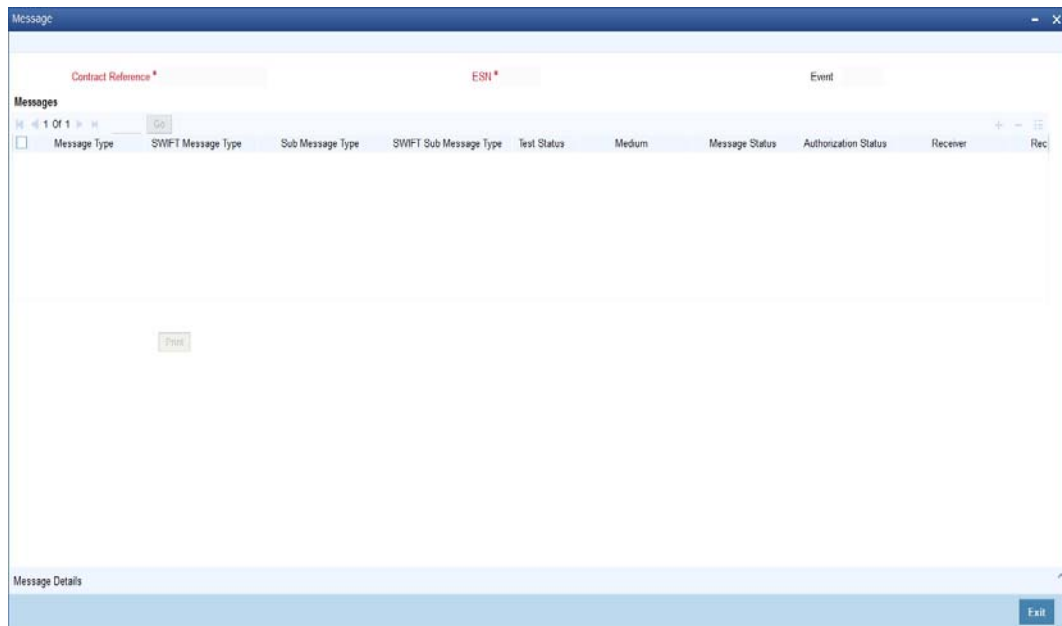 Message
Contract Reference * ESN * Event
Messages
1 Of 1 Go
Message Type SWIFT Message Type Sub Message Type SWIFT Sub Message Type Test Status Medium Message Status Authorization Status Receiver Rec
Print
Message Details
Exit